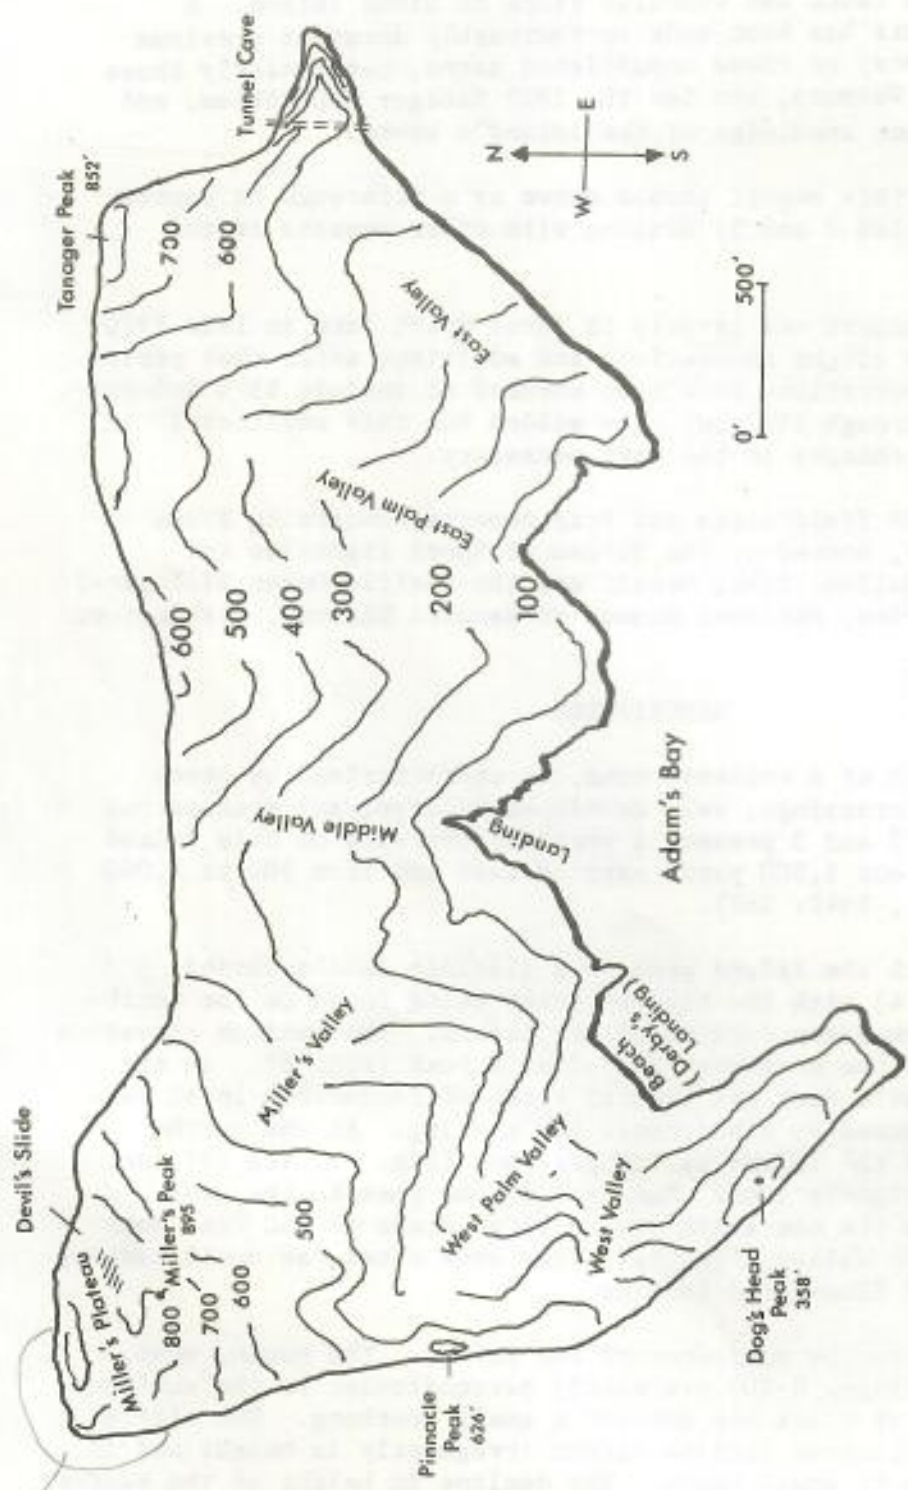 Tunnel Cave
Tanager Peak
852'
N
E
W
S
700
600
500'
0'
East Valley
East Palm Valley
600
500
400
300
200
100
Middle Valley
Landing
Adam's Bay
Beach
(Derby's
Landing)
Miller's Valley
Devil's Slide
Miller's Plateau
Miller's Peak
895
800
700
600
500
West Palm Valley
West Valley
Pinnacle
Peak
626'
Dog's Head
Peak
358'